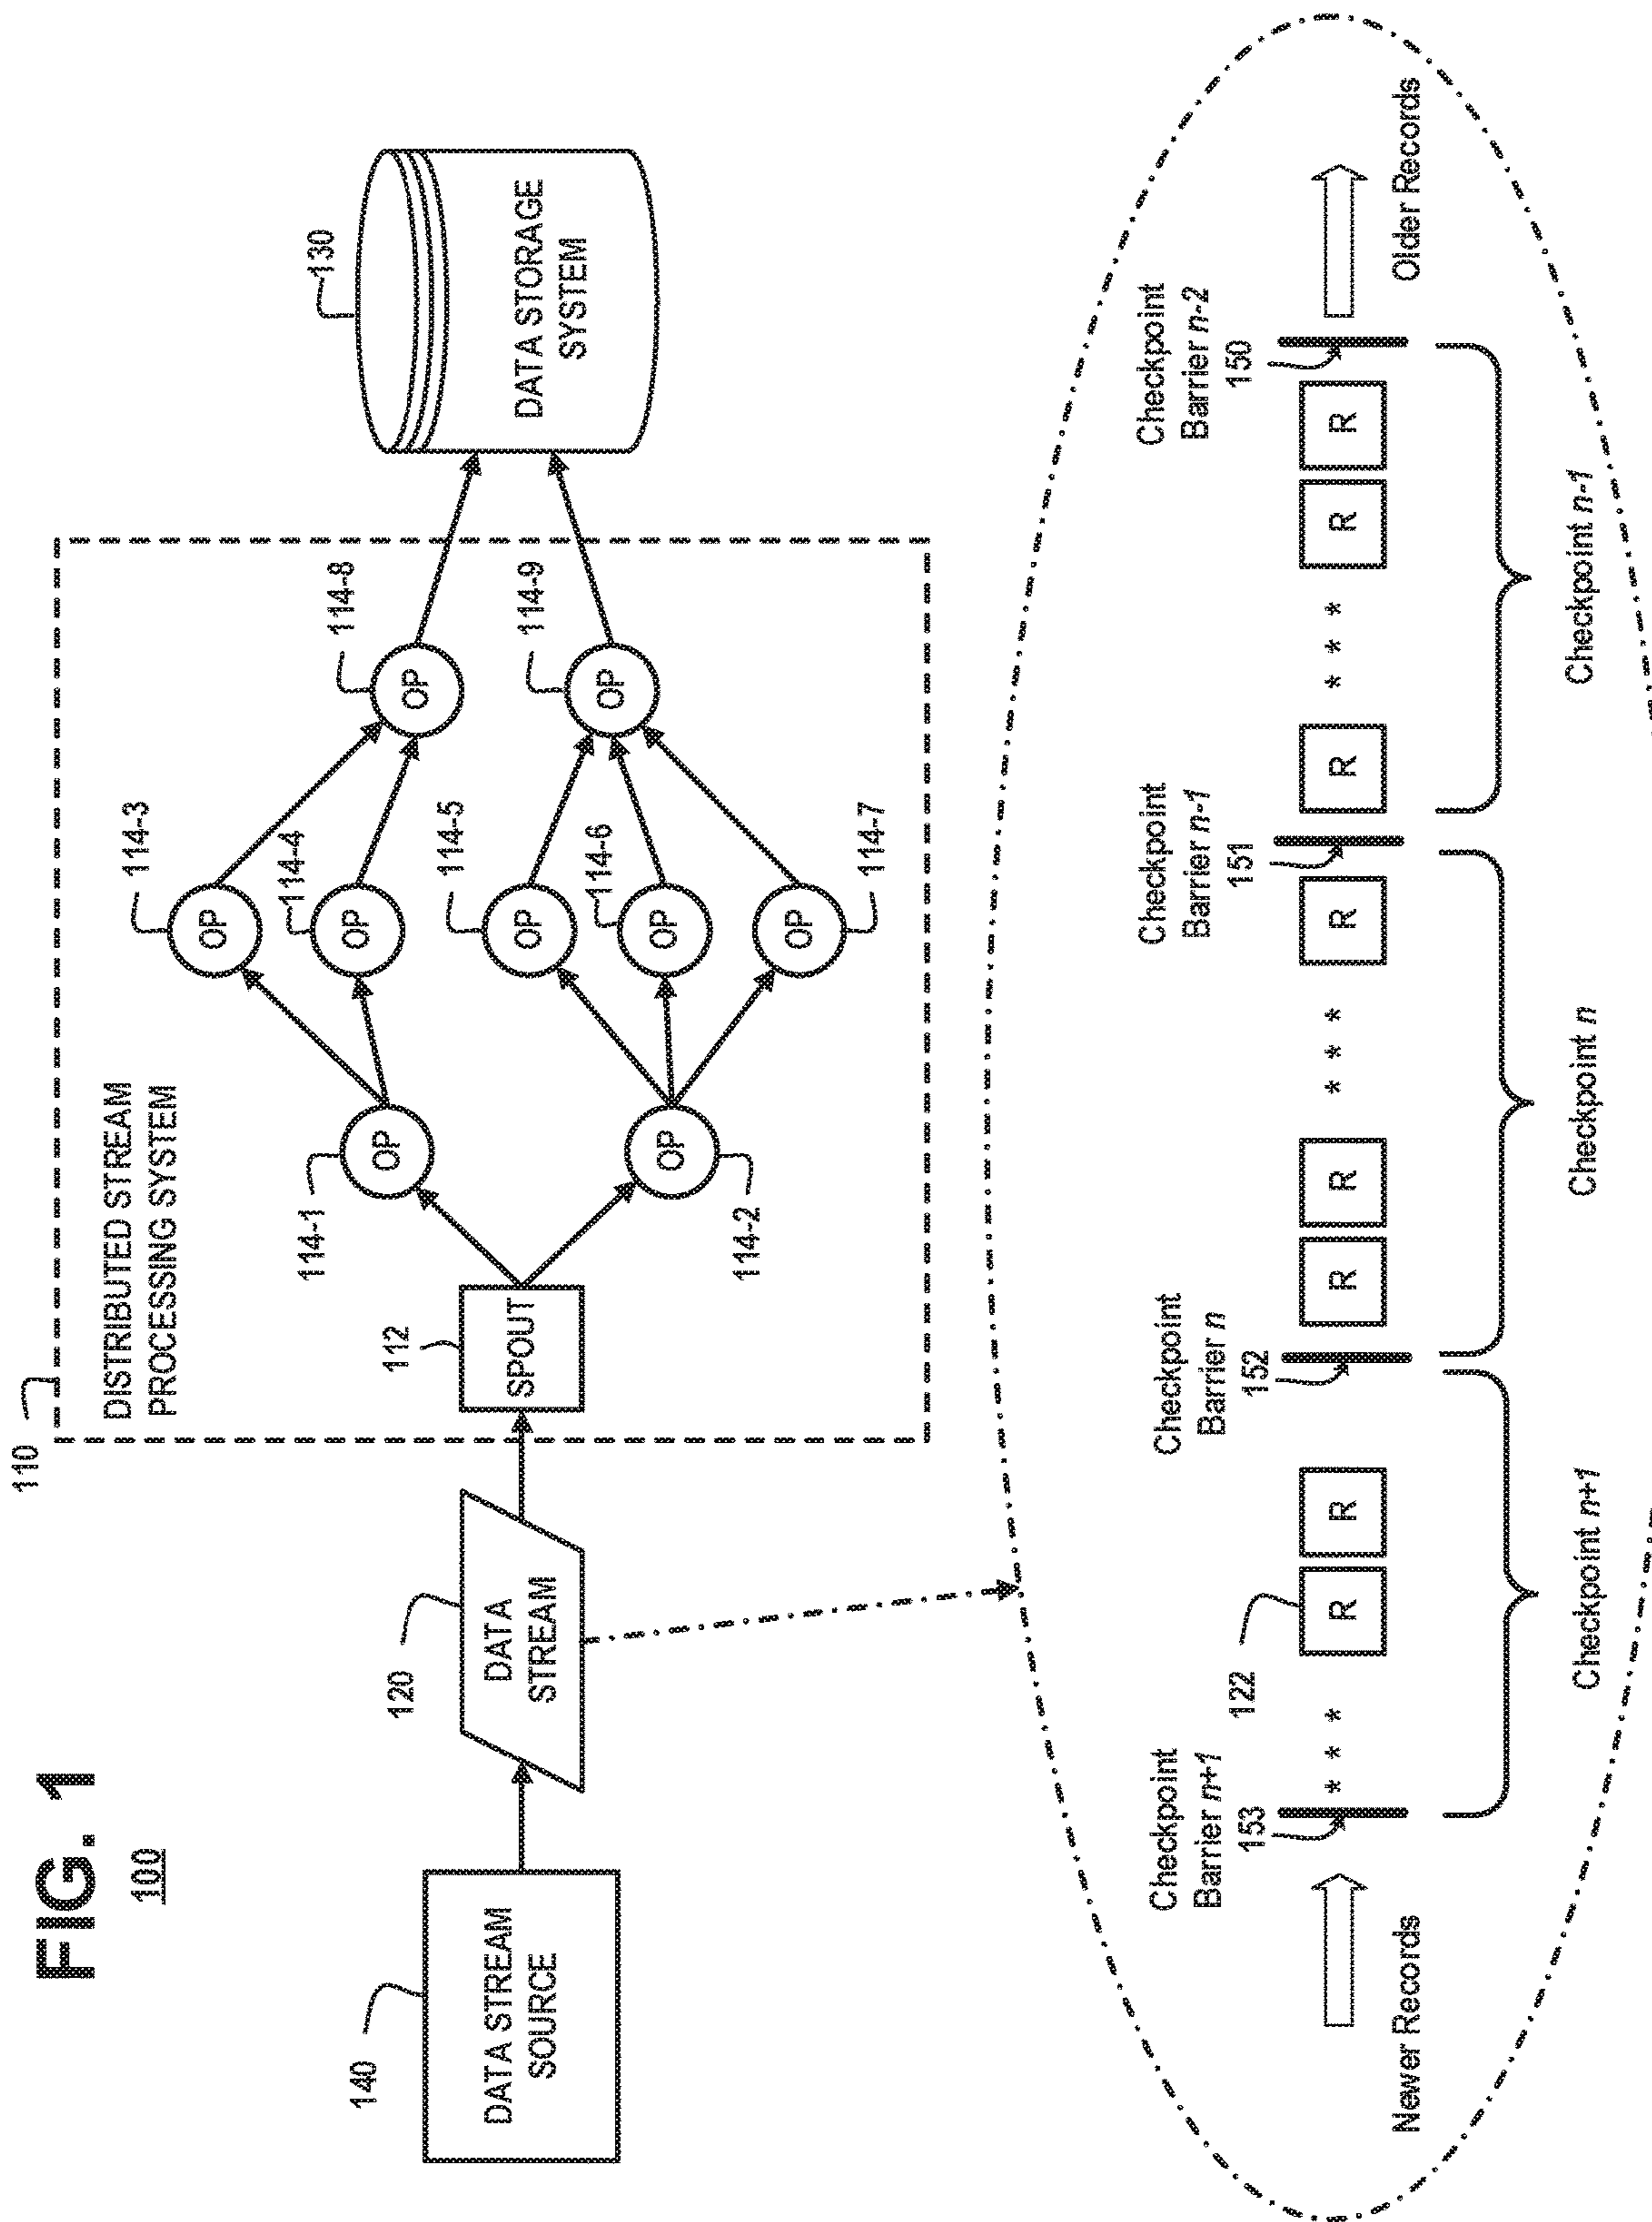 FIG. 1
100
110
DISTRIBUTED STREAM
PROCESSING SYSTEM
140
DATA STREAM
SOURCE
120
DATA
STREAM
112
SPOUT
114-1
OP
114-2
OP
114-3
OP
114-4
OP
114-5
OP
114-6
OP
114-7
OP
114-8
OP
114-9
OP
130
DATA STORAGE
SYSTEM
Checkpoint
Barrier n+1
153
Checkpoint
Barrier n
152
Checkpoint
Barrier n-1
151
Checkpoint
Barrier n-2
150
122
* * *
R
R
R
R
* * *
R
R
* * *
R
R
Newer Records
Older Records
Checkpoint n+1
Checkpoint n
Checkpoint n-1